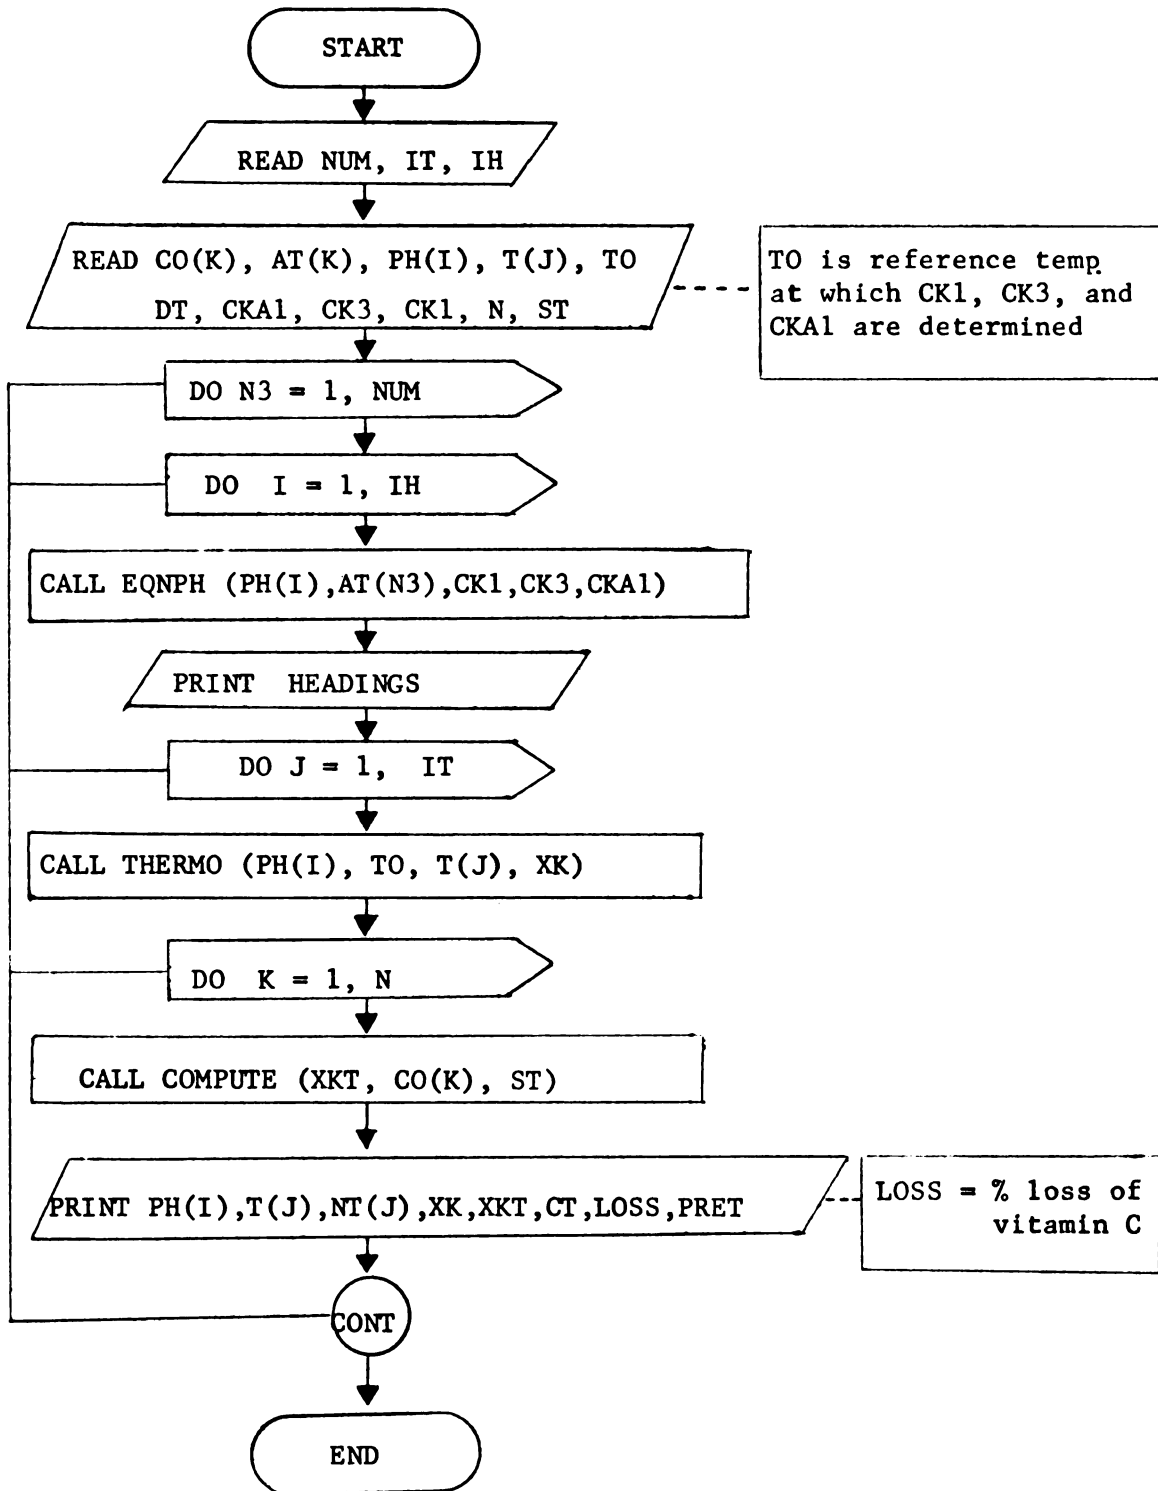 START
READ NUM, IT, IH
READ CO(K), AT(K), PH(I), T(J), TO
DT, CKA1, CK3, CK1, N, ST
TO is reference temp
at which CK1, CK3, and
CKA1 are determined
DO N3 = 1, NUM
DO I = 1, IH
CALL EQNPH (PH(I),AT(N3),CK1,CK3,CKA1)
PRINT HEADINGS
DO J = 1, IT
CALL THERMO (PH(I), TO, T(J), XK)
DO K = 1, N
CALL COMPUTE (XKT, CO(K), ST)
PRINT PH(I),T(J),NT(J),XK,XKT,CT,LOSS,PRET
LOSS = % loss of
vitamin C
CONT
END